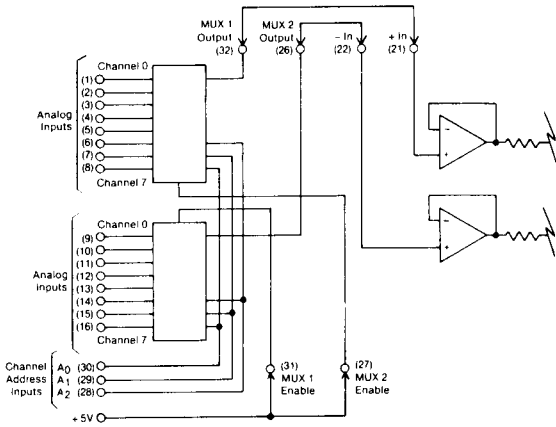 MUX 1
Output
(32)
MUX 2
Output
(26)
– In
(22)
+ In
(21)
Channel 0
(1)
(2)
(3)
(4)
(5)
(6)
(7)
(8)
Analog
Inputs
Channel 7
–
+
Channel 0
(9)
(10)
(11)
(12)
(13)
(14)
(15)
(16)
Analog
Inputs
Channel 7
–
+
Channel
Address
Inputs
A0 (30)
A1 (29)
A2 (28)
+ 5V
(31)
MUX 1
Enable
(27)
MUX 2
Enable